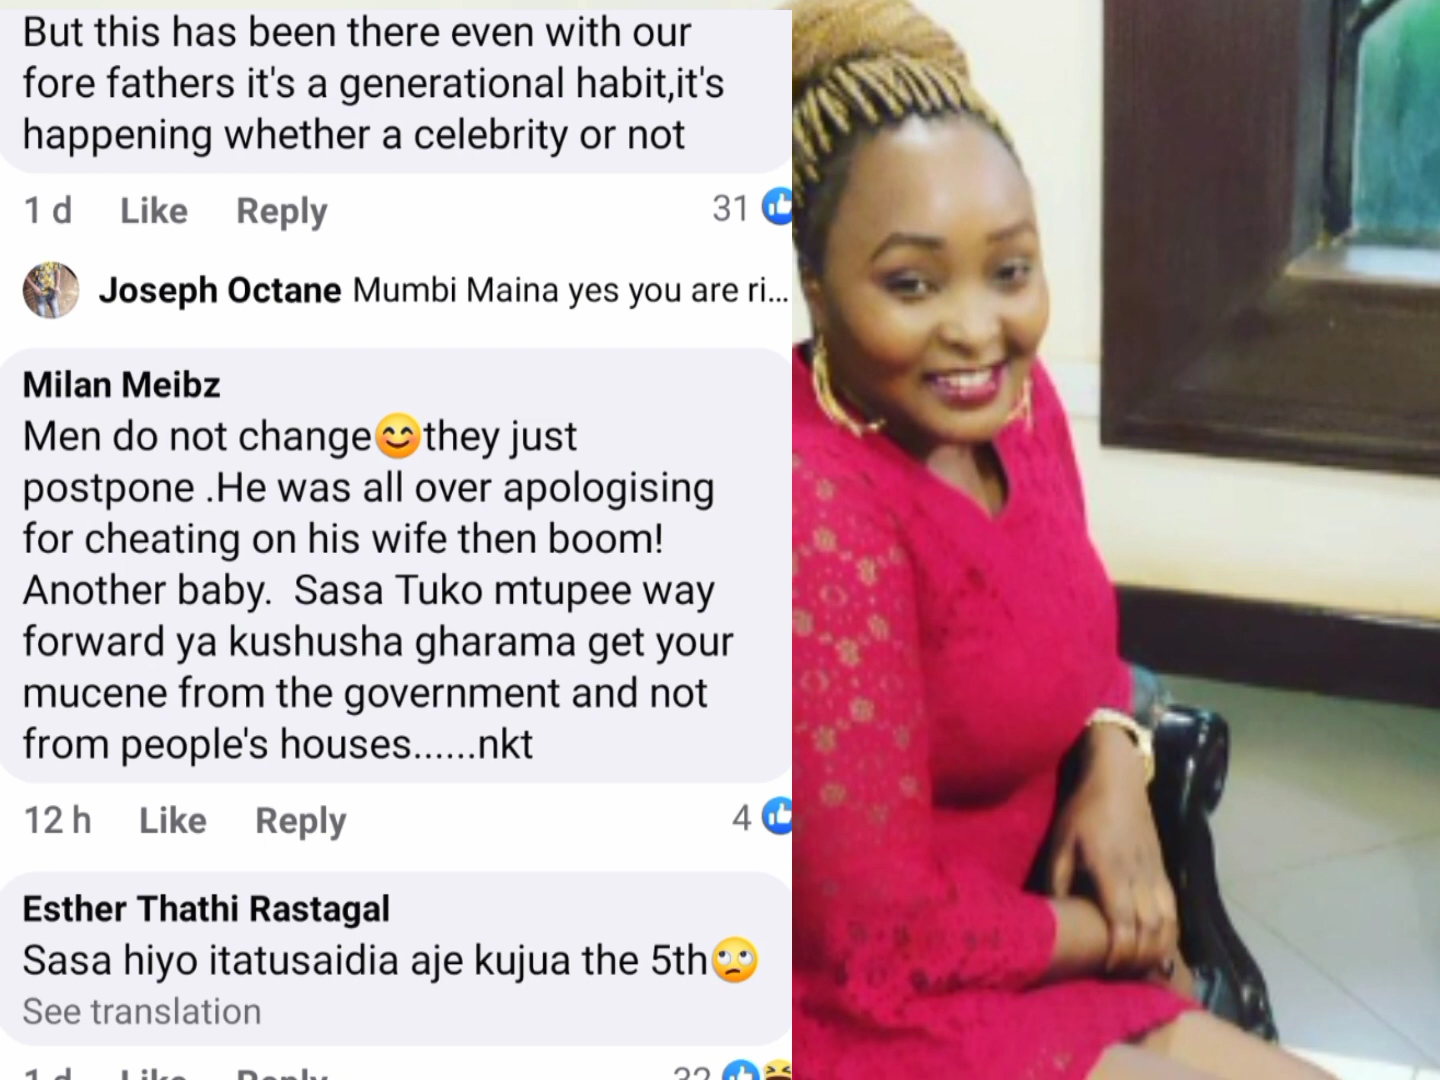 But this has been there even with our
fore fathers it's a generational habit,it's
happening whether a celebrity or not
1 d Like Reply 31
Joseph Octane Mumbi Maina yes you are ri...
Milan Meibz
Men do not change😊they just
postpone .He was all over apologising
for cheating on his wife then boom!
Another baby.  Sasa Tuko mtupee way
forward ya kushusha gharama get your
mucene from the government and not
from people's houses......nkt
12 h Like Reply 4
Esther Thathi Rastagal
Sasa hiyo itatusaidia aje kujua the 5th🙄
See translation
1 d Like Reply 32